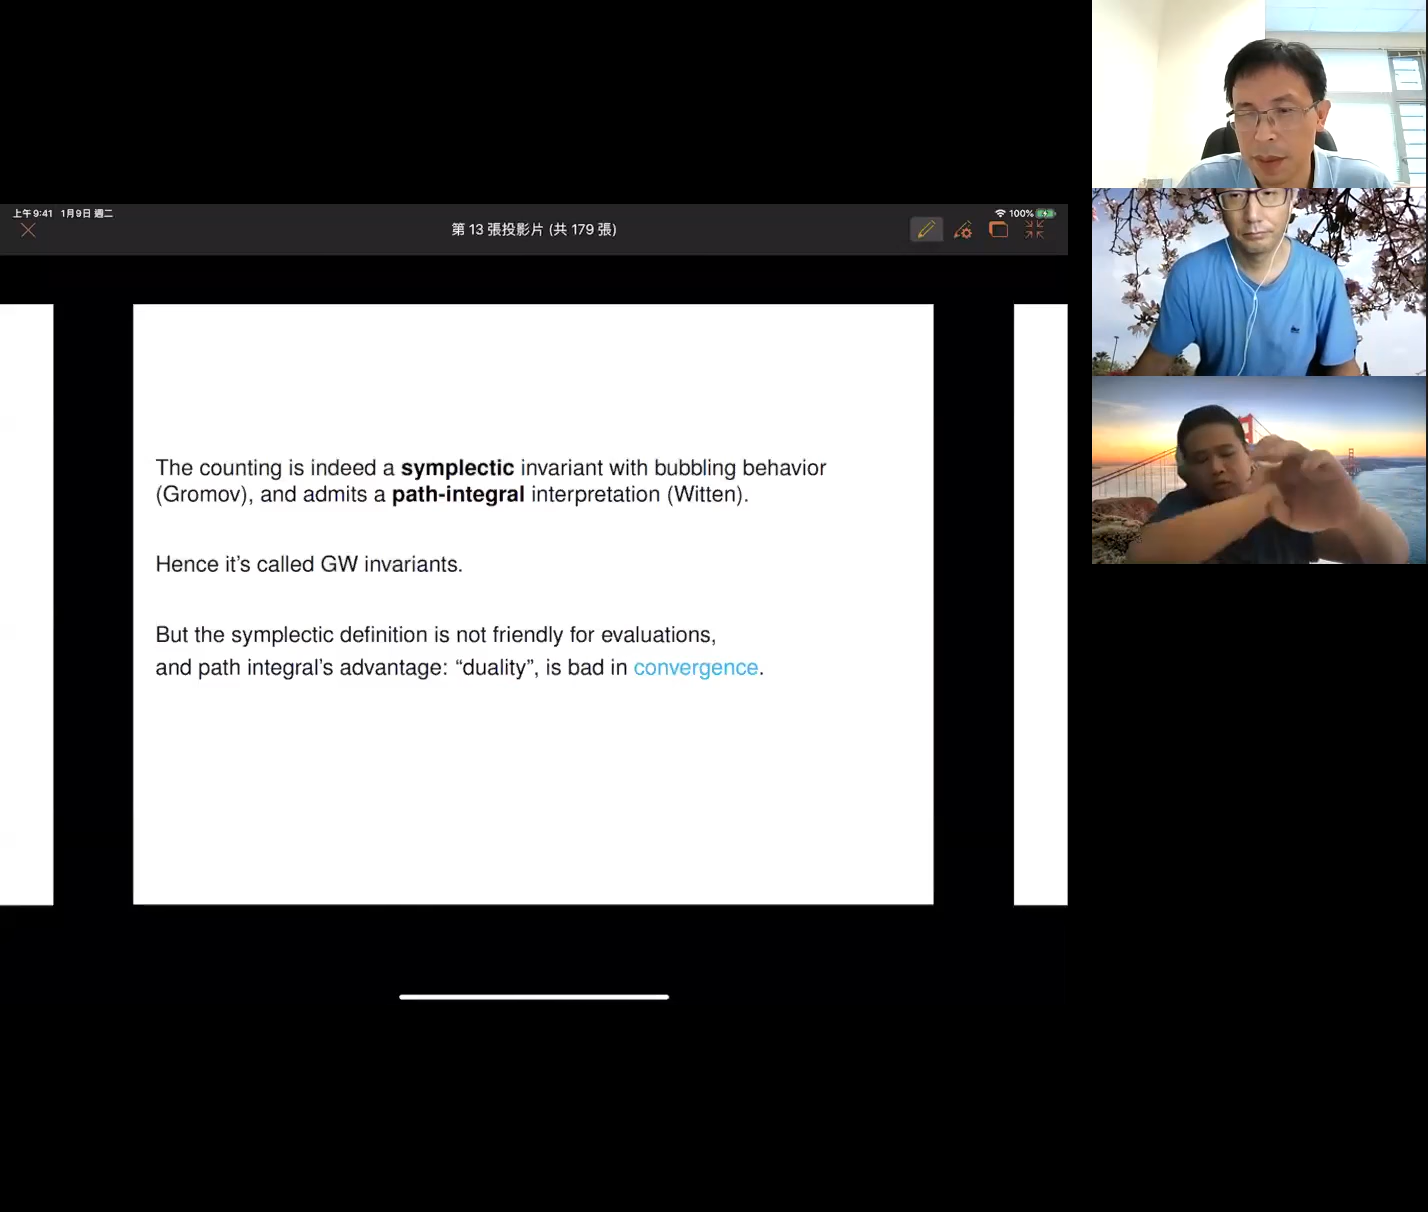 上午9:41 1月9日 週二
100%
第 13 張投影片 (共 179 張)
The counting is indeed a symplectic invariant with bubbling behavior
(Gromov), and admits a path-integral interpretation (Witten).
Hence it’s called GW invariants.
But the symplectic definition is not friendly for evaluations,
and path integral’s advantage: “duality”, is bad in convergence.